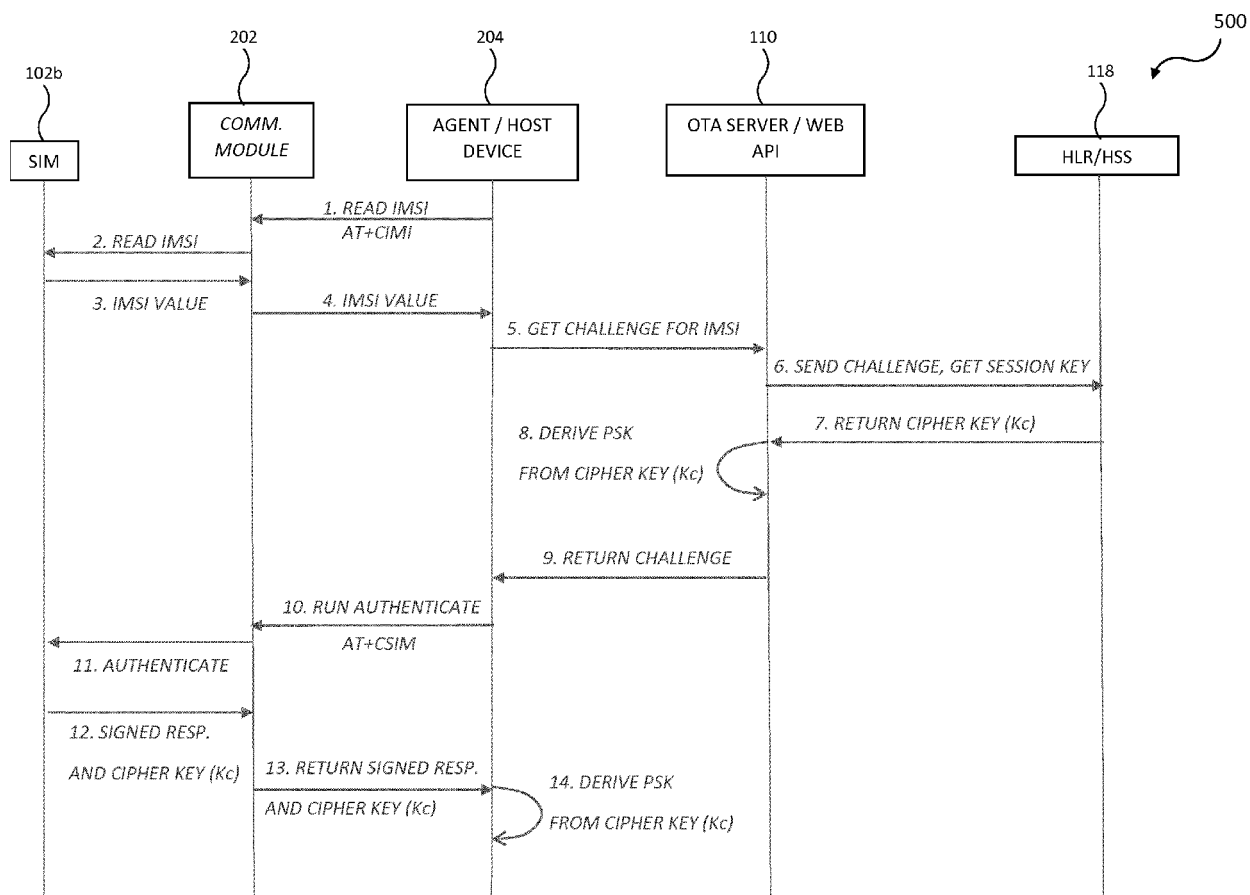 500
202
204
110
118
102b
COMM.
MODULE
AGENT / HOST
DEVICE
OTA SERVER / WEB
API
HLR/HSS
SIM
1. READ IMSI
AT+CIMI
2. READ IMSI
3. IMSI VALUE
4. IMSI VALUE
5. GET CHALLENGE FOR IMSI
6. SEND CHALLENGE, GET SESSION KEY
7. RETURN CIPHER KEY (Kc)
8. DERIVE PSK
FROM CIPHER KEY (Kc)
9. RETURN CHALLENGE
10. RUN AUTHENTICATE
AT+CSIM
11. AUTHENTICATE
12. SIGNED RESP.
AND CIPHER KEY (Kc)
13. RETURN SIGNED RESP.
AND CIPHER KEY (Kc)
14. DERIVE PSK
FROM CIPHER KEY (Kc)